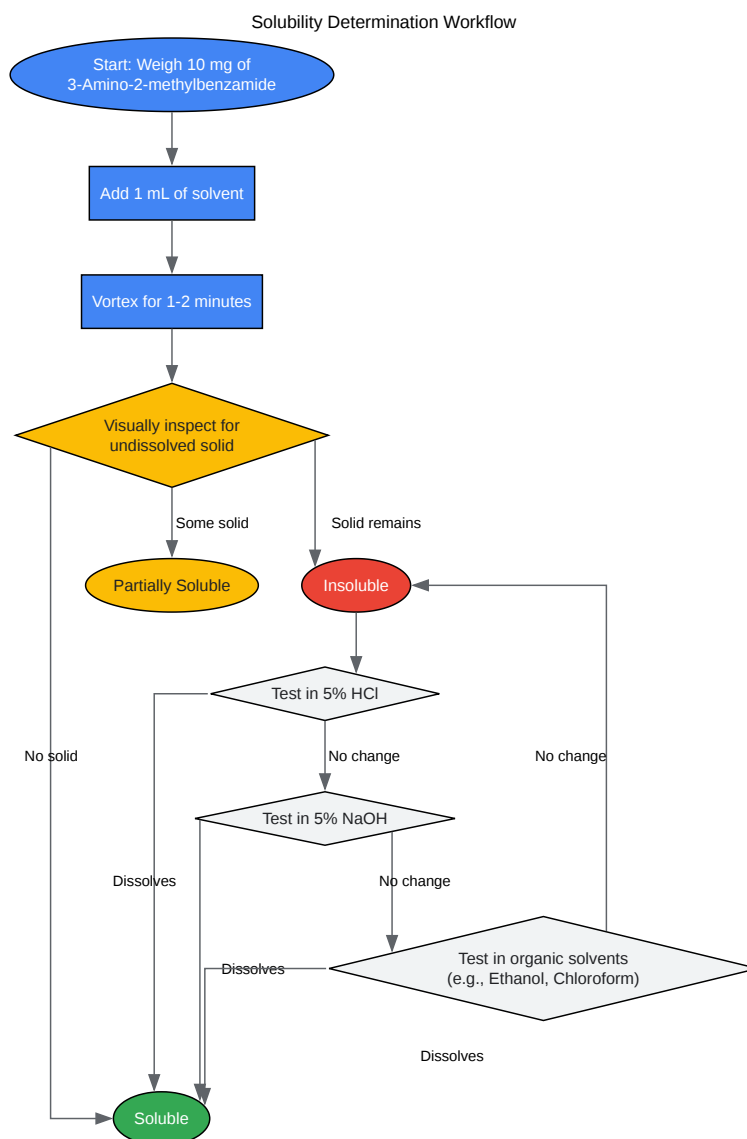 Solubility Determination Workflow
Start: Weigh 10 mg of
3-Amino-2-methylbenzamide
Add 1 mL of solvent
Vortex for 1-2 minutes
Visually inspect for
undissolved solid
Some solid
Solid remains
Partially Soluble
Insoluble
Test in 5% HCl
No solid
No change
No change
Test in 5% NaOH
Dissolves
No change
Test in organic solvents
(e.g., Ethanol, Chloroform)
Dissolves
Dissolves
Soluble